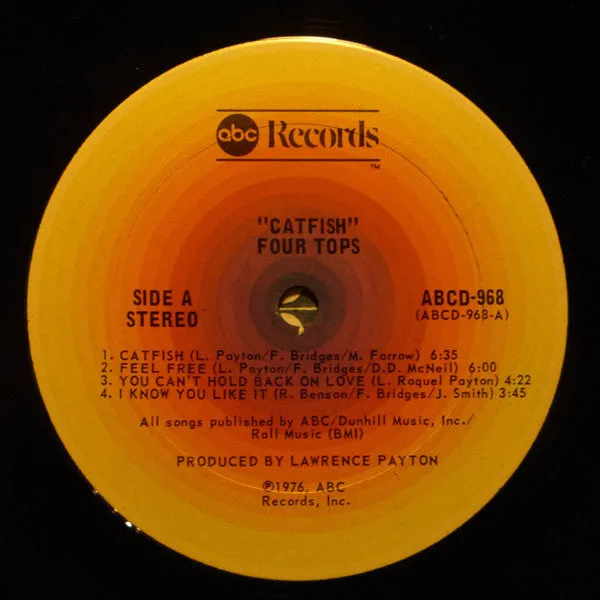 abc Records
TM
"CATFISH"
FOUR TOPS
SIDE A
STEREO
ABCD-968
(ABCD-968-A)
1. CATFISH (L. Payton/F. Bridges/M. Farrow) 6:35
2. FEEL FREE (L. Payton/F. Bridges/D.D. McNeil) 6:00
3. YOU CAN'T HOLD BACK ON LOVE (L. Roquel Payton) 4:22
4. I KNOW YOU LIKE IT (R. Benson/F. Bridges/J. Smith) 3:45
All songs published by ABC/Dunhill Music, Inc./
Rall Music (BMI)
PRODUCED BY LAWRENCE PAYTON
℗1976, ABC
Records, Inc.